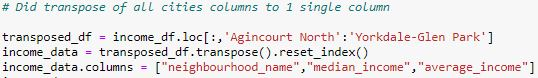 # Did transpose of all cities columns to 1 single column
transposed_df = income_df.loc[:,'Agincourt North':'Yorkdale-Glen Park']
income_data = transposed_df.transpose().reset_index()
income_data.columns = ["neighbourhood_name","median_income","average_income"]